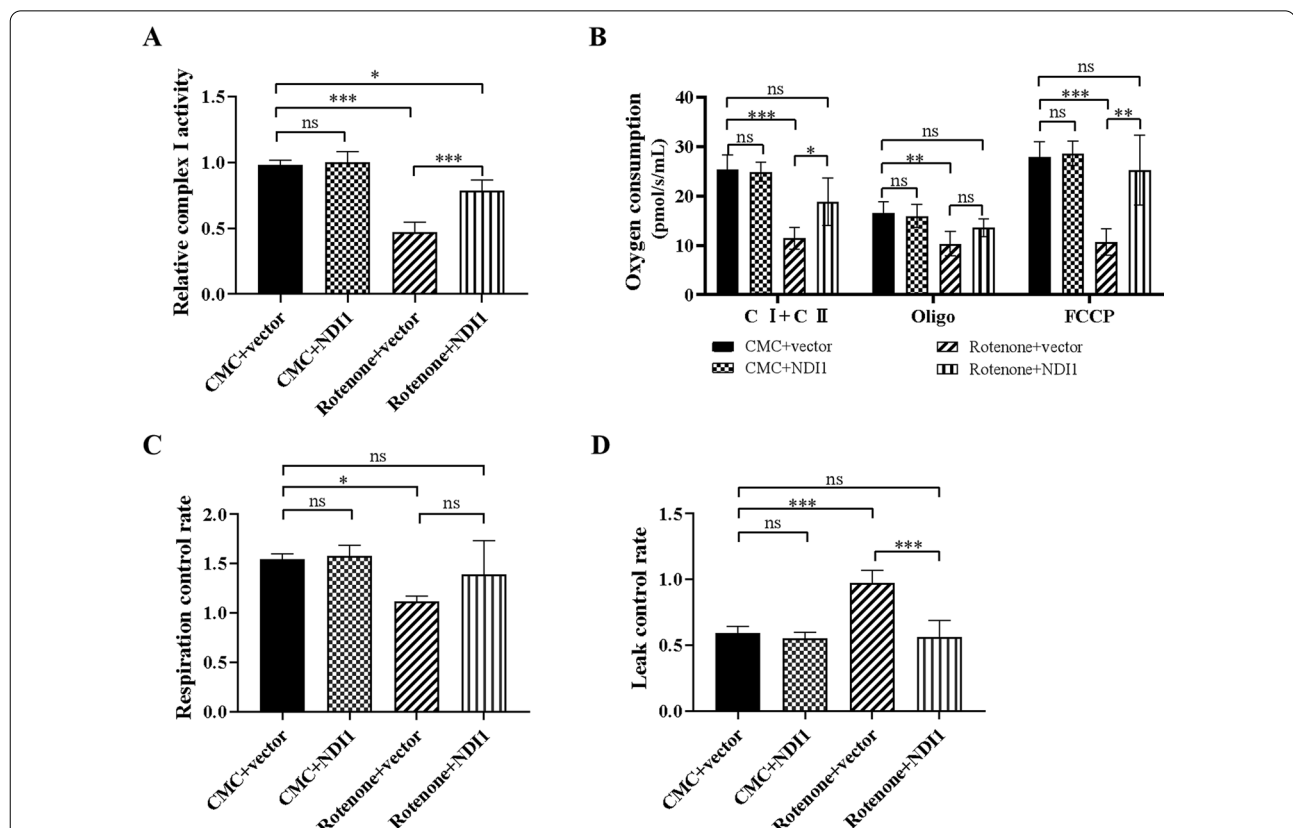 A
*
***
ns
***
Relative complex I activity
1.5
1.0
0.5
0.0
CMC+vector
CMC+NDI1
Rotenone+vector
Rotenone+NDI1
B
ns
***
ns
*
ns
**
ns
ns
ns
***
ns
**
Oxygen consumption
(pmol/s/mL)
40
30
20
10
0
C I+C II
Oligo
FCCP
CMC+vector
CMC+NDI1
Rotenone+vector
Rotenone+NDI1
C
ns
*
ns
ns
Respiration control rate
2.0
1.5
1.0
0.5
0.0
CMC+vector
CMC+NDI1
Rotenone+vector
Rotenone+NDI1
D
ns
***
ns
***
Leak control rate
1.5
1.0
0.5
0.0
CMC+vector
CMC+NDI1
Rotenone+vector
Rotenone+NDI1